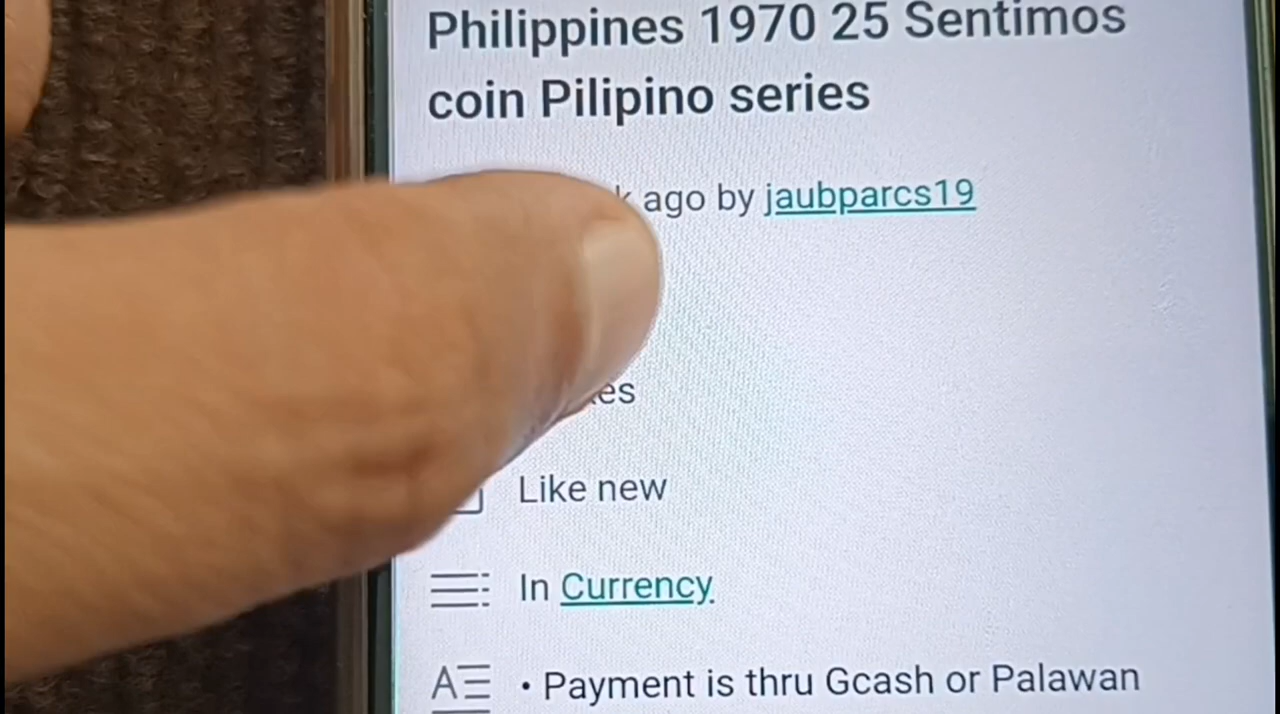 Philippines 1970 25 Sentimos
coin Pilipino series
ago by jaubparcs19
Like new
In Currency
• Payment is thru Gcash or Palawan